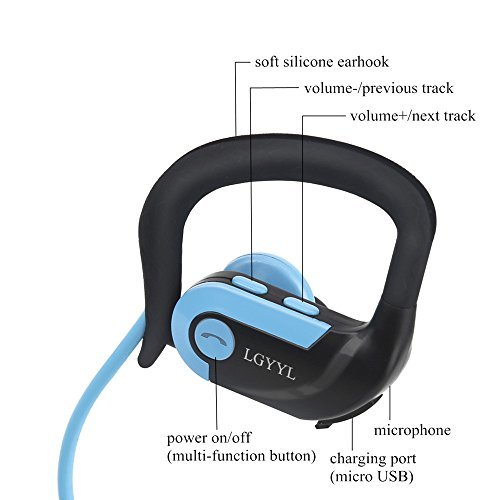 soft silicone earhook
volume-/previous track
volume+/next track
LGYYL
power on/off
(multi-function button)
microphone
charging port
(micro USB)